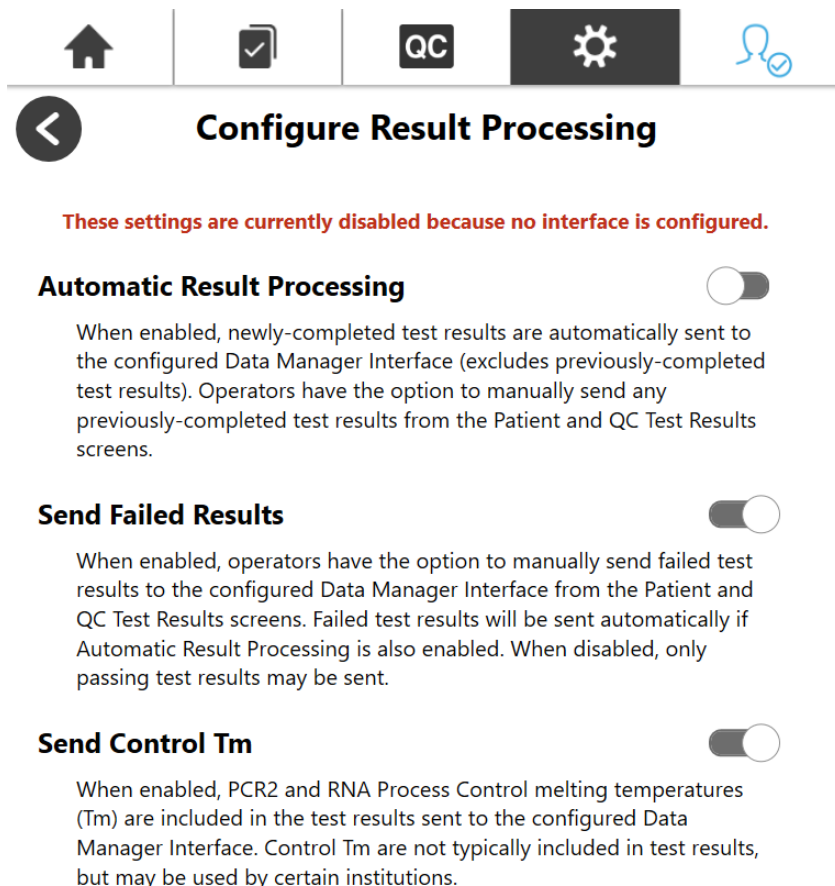 QC
Configure Result Processing
These settings are currently disabled because no interface is configured.
Automatic Result Processing
When enabled, newly-completed test results are automatically sent to
the configured Data Manager Interface (excludes previously-completed
test results). Operators have the option to manually send any
previously-completed test results from the Patient and QC Test Results
screens.
Send Failed Results
When enabled, operators have the option to manually send failed test
results to the configured Data Manager Interface from the Patient and
QC Test Results screens. Failed test results will be sent automatically if
Automatic Result Processing is also enabled. When disabled, only
passing test results may be sent.
Send Control Tm
When enabled, PCR2 and RNA Process Control melting temperatures
(Tm) are included in the test results sent to the configured Data
Manager Interface. Control Tm are not typically included in test results,
but may be used by certain institutions.